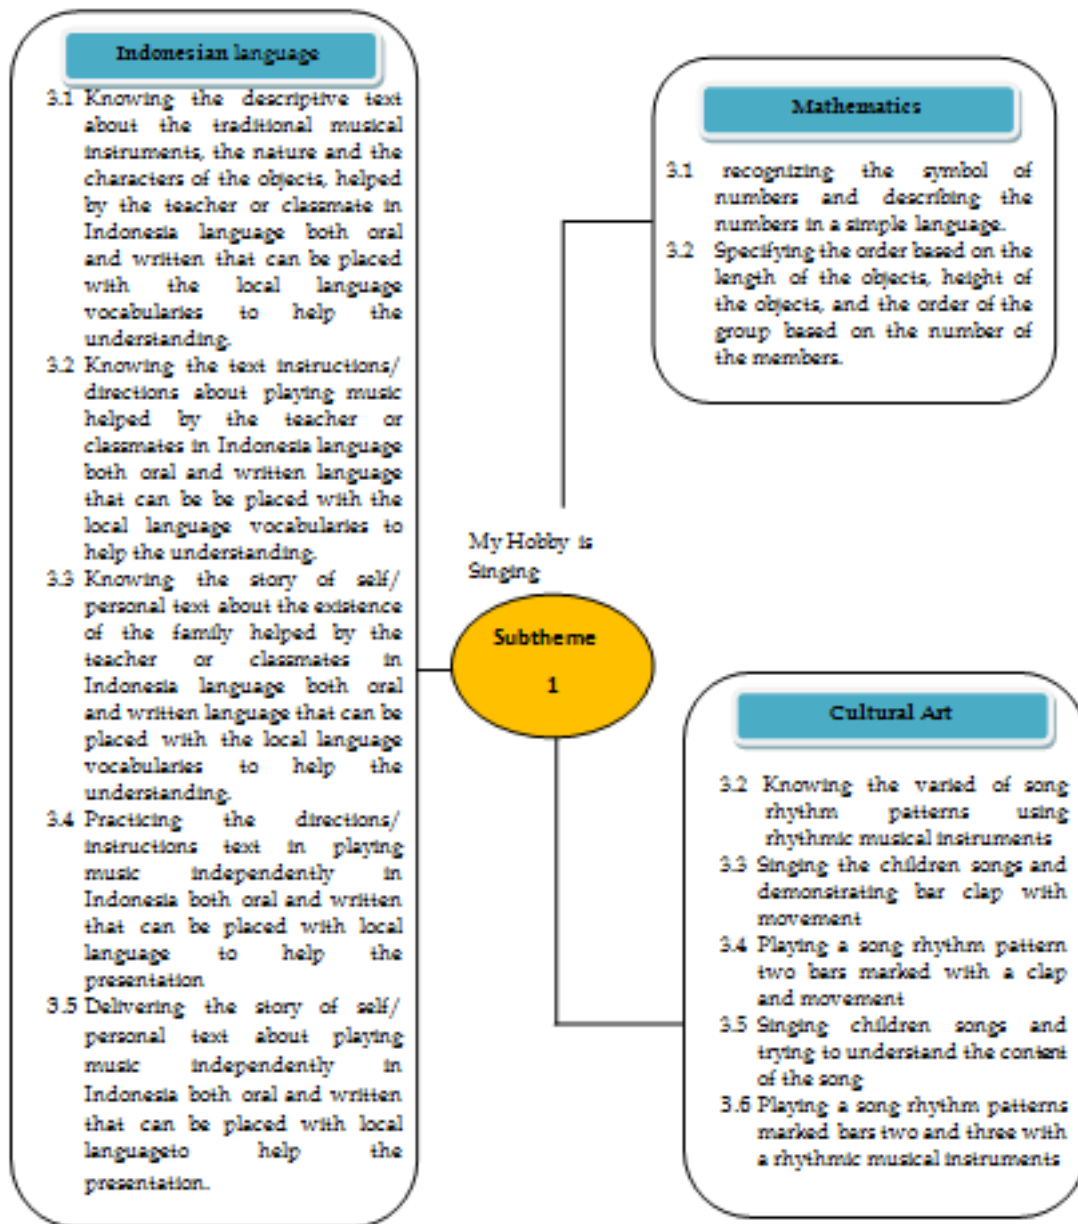 Indonesian language
3.1 Knowing the descriptive text
about the traditional musical
instruments, the nature and the
characters of the objects, helped
by the teacher or classmate in
Indonesia language both oral
and written that can be placed
with the local language
vocabularies to help the
understanding.
3.2 Knowing the text instructions/
directions about playing music
helped by the teacher or
classmates in Indonesia language
both oral and written language
that can be be placed with the
local language vocabularies to
help the understanding.
3.3 Knowing the story of self/
personal text about the existence
of the family helped by the
teacher or classmates in
Indonesia language both oral
and written language that can be
placed with the local language
vocabularies to help the
understanding.
3.4 Practicing the directions/
instructions text in playing
music independently in
Indonesia both oral and written
that can be placed with local
language to help the
presentation
3.5 Delivering the story of self/
personal text about playing
music independently in
Indonesia both oral and written
that can be placed with local
languageto help the
presentation.
Mathematics
3.1 recognizing the symbol of
numbers and describing the
numbers in a simple language.
3.2 Specifying the order based on the
length of the objects, height of
the objects, and the order of the
group based on the number of
the members.
My Hobby is
Singing
Subtheme
1
Cultural Art
3.2 Knowing the varied of song
rhythm patterns using
rhythmic musical instruments
3.3 Singing the children songs and
demonstrating bar clap with
movement
3.4 Playing a song rhythm pattern
two bars marked with a clap
and movement
3.5 Singing children songs and
trying to understand the content
of the song
3.6 Playing a song rhythm patterns
marked bars two and three with
a rhythmic musical instruments